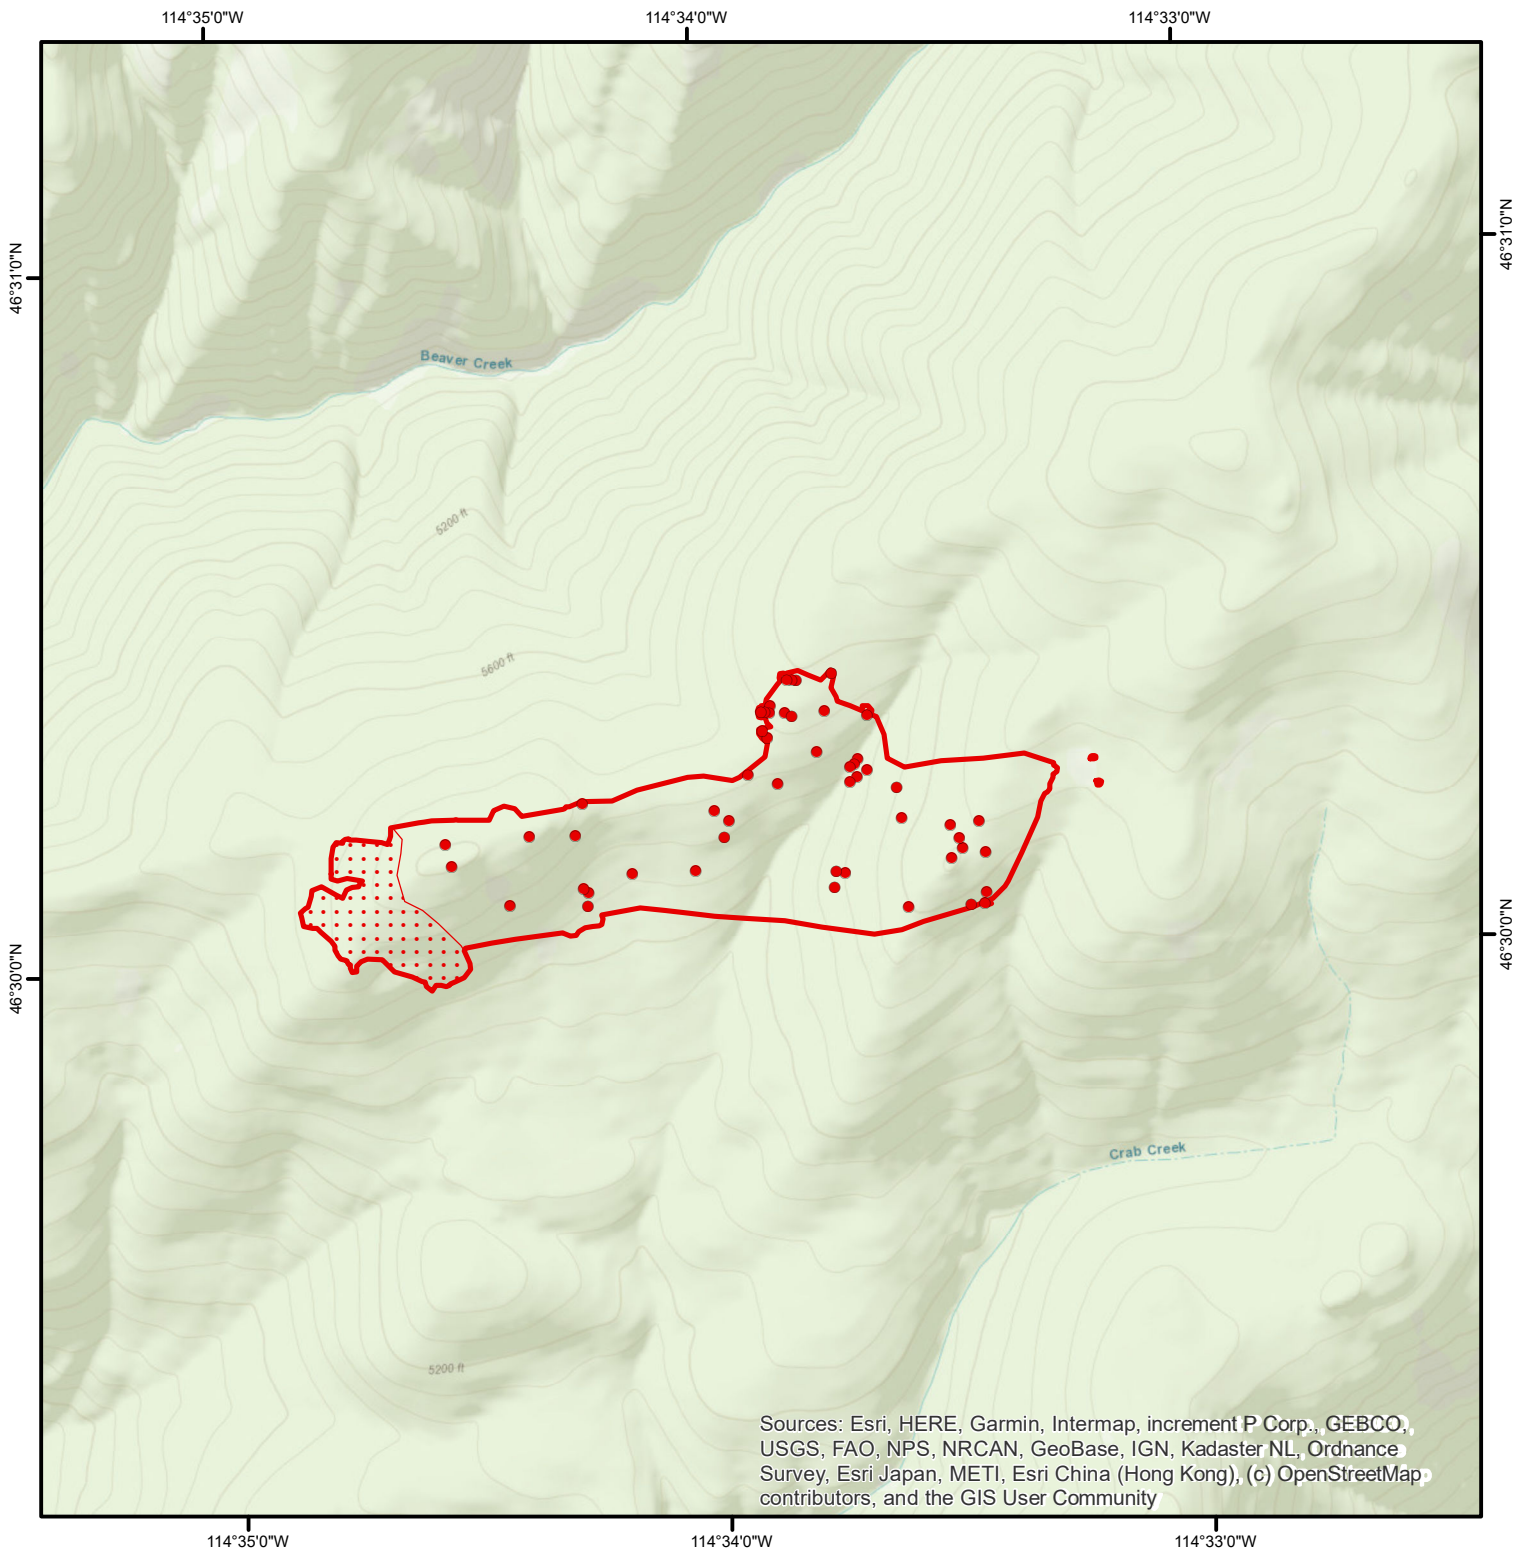 114°35'0"W
114°34'0"W
114°33'0"W
46°31'0"N
46°31'0"N
Beaver Creek
5200 ft
5600 ft
46°30'0"N
46°30'0"N
Crab Creek
5200 ft
Sources: Esri, HERE, Garmin, Intermap, increment P Corp., GEBCO,
USGS, FAO, NPS, NRCAN, GeoBase, IGN, Kadaster NL, Ordnance
Survey, Esri Japan, METI, Esri China (Hong Kong), (c) OpenStreetMap
contributors, and the GIS User Community
114°35'0"W
114°34'0"W
114°33'0"W